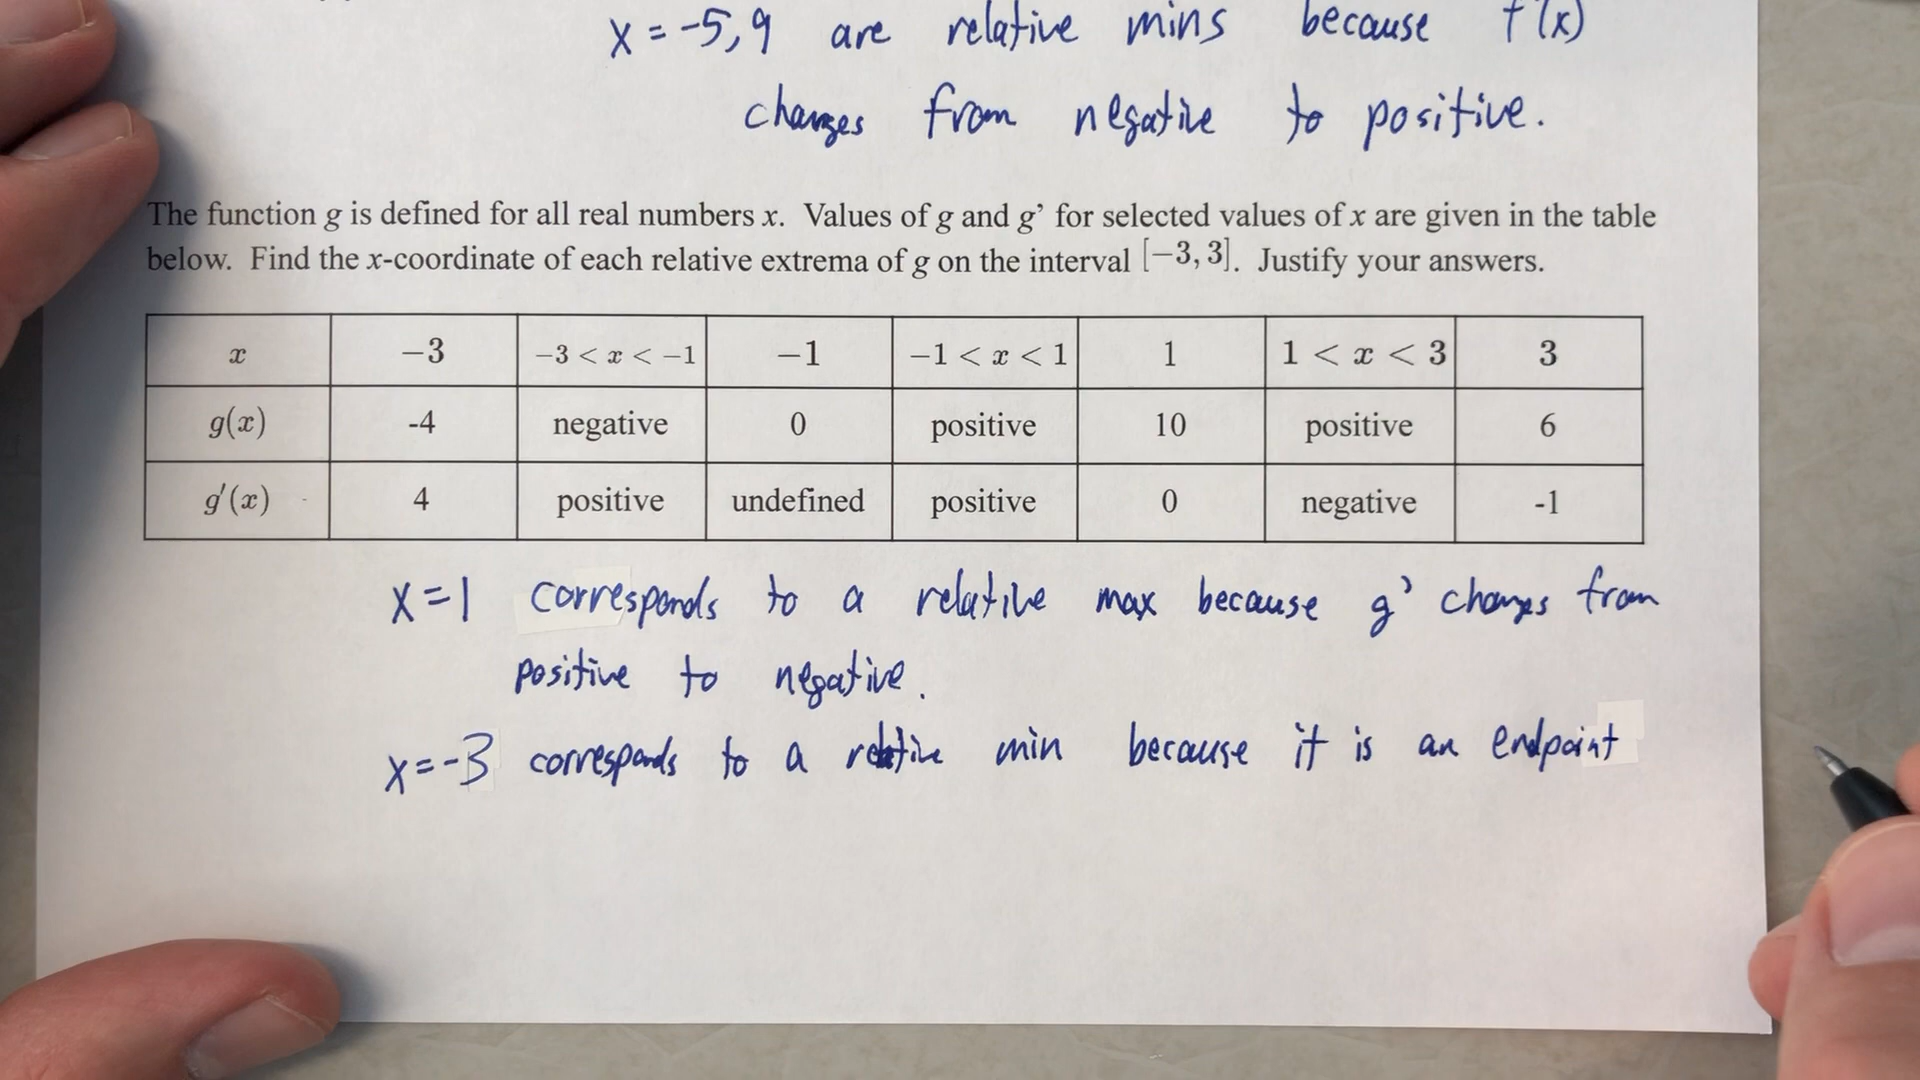 x = -5, 9 are relative mins because f'(x)
changes from negative to positive.
The function g is defined for all real numbers x. Values of g and g’ for selected values of x are given in the table
below. Find the x-coordinate of each relative extrema of g on the interval [−3, 3]. Justify your answers.
x −3 −3 < x < −1 −1 −1 < x < 1 1 1 < x < 3 3
g(x) -4 negative 0 positive 10 positive 6
g′(x) 4 positive undefined positive 0 negative -1
x = 1 corresponds to a relative max because g' changes from
positive to negative.
x = -3 corresponds to a relative min because it is an endpoint